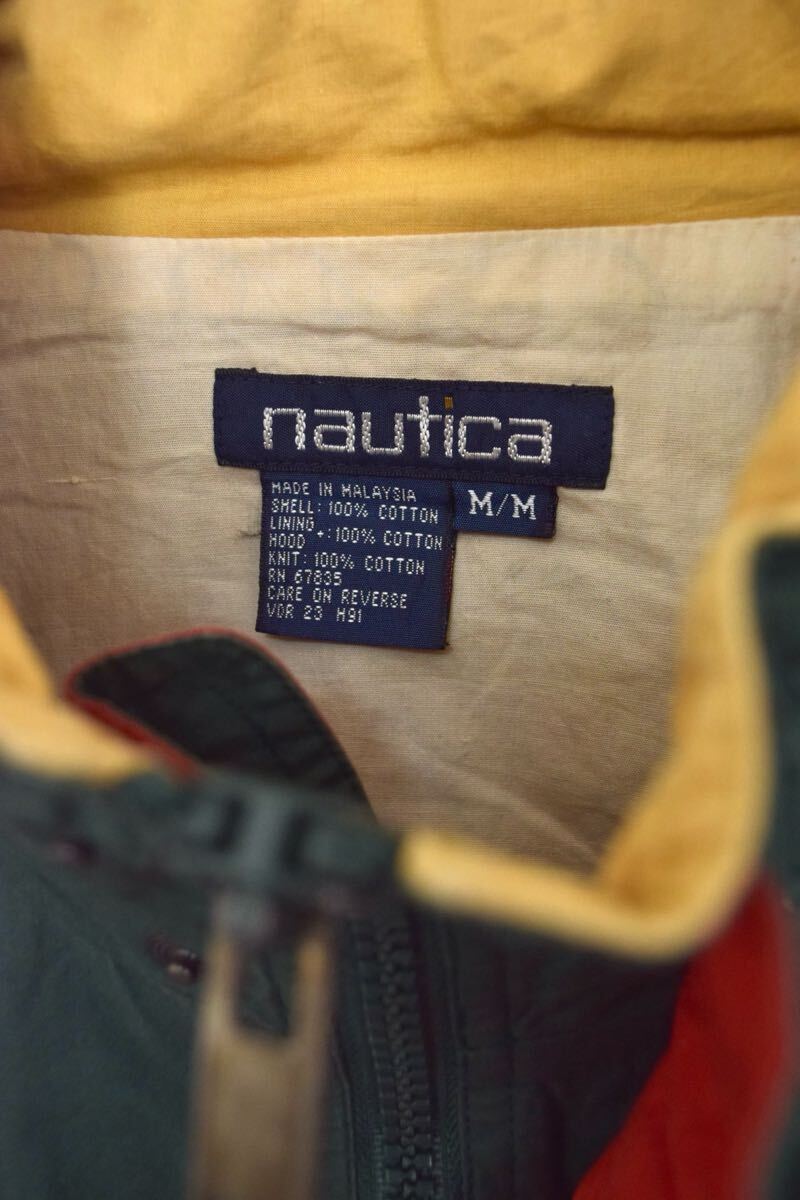 nautica
MADE IN MALAYSIA
SHELL: 100% COTTON
LINING
HOOD +: 100% COTTON
KNIT: 100% COTTON
RN 67835
CARE ON REVERSE
VDR 23 H91
M/M